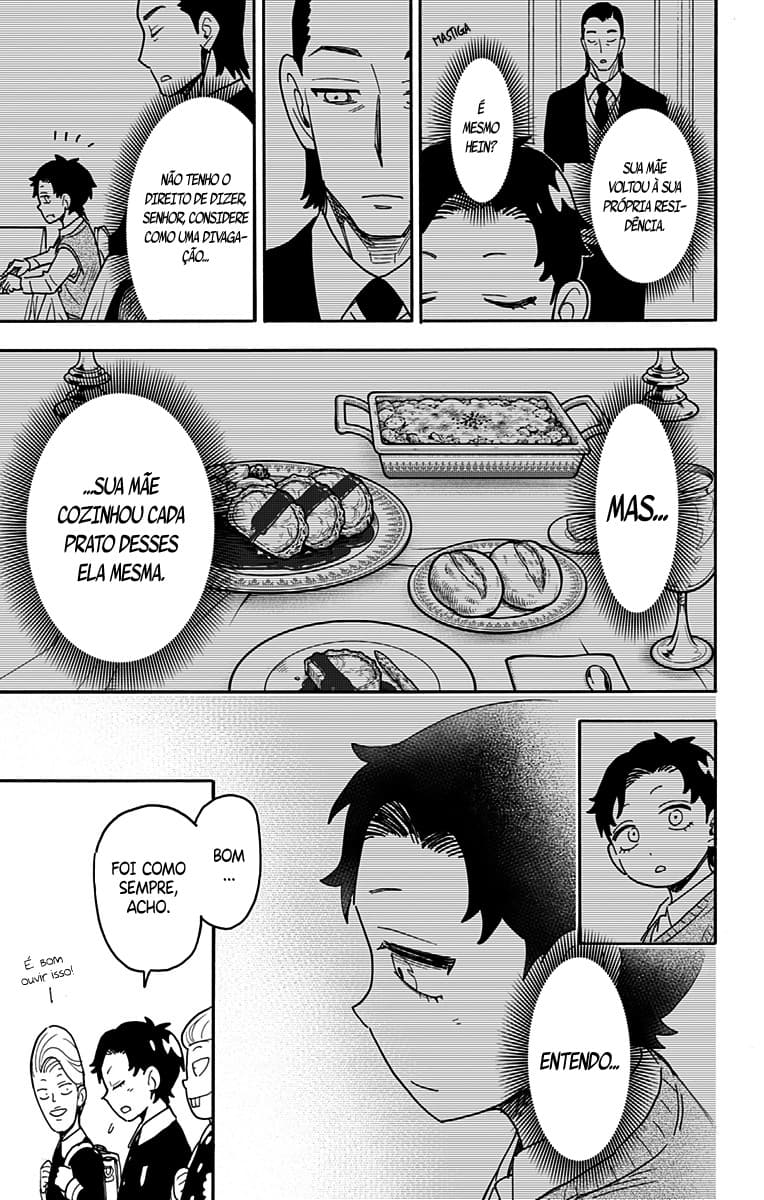 SUA MÃE
VOLTOU À SUA
PRÓPRIA RESI-
DÊNCIA.
É
MESMO
HEIN?
MASTIGA
NÃO TENHO O
DIREITO DE DIZER,
SENHOR, CONSIDERE
COMO UMA DIVAGA-
ÇÃO...
MAS...
...SUA MÃE
COZINHOU CADA
PRATO DESSES
ELA MESMA.
ENTENDO...
BOM
...
FOI COMO
SEMPRE,
ACHO.
É BOM
OUVIR ISSO!